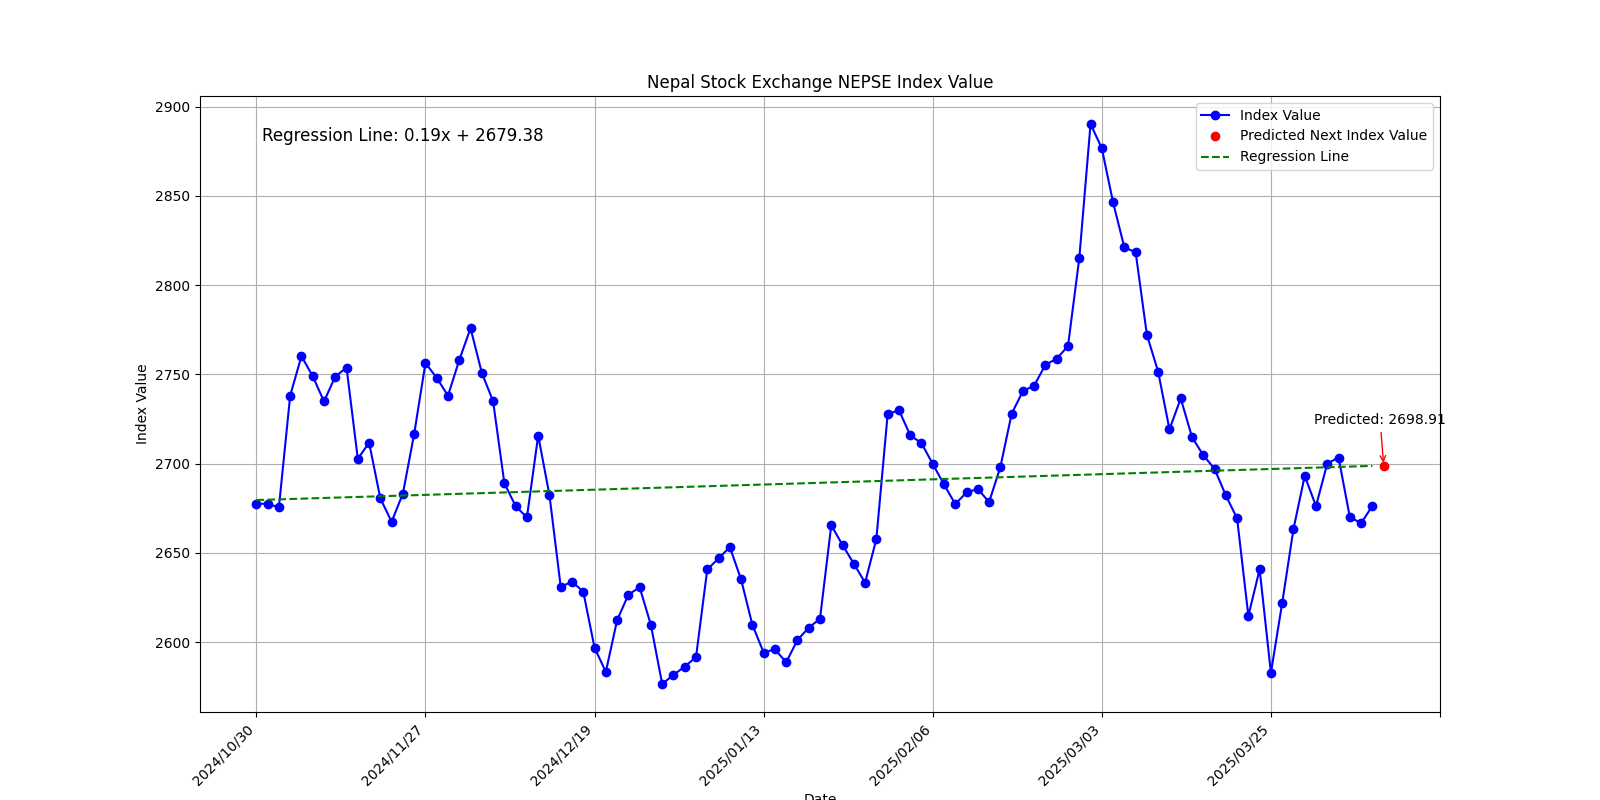 Nepal Stock Exchange NEPSE Index Value
2900
2850
2800
2750
2700
2650
2600
Index Value
Regression Line: 0.19x + 2679.38
Index Value
Predicted Next Index Value
Regression Line
Predicted: 2698.91
2024/10/30
2024/11/27
2024/12/19
2025/01/13
2025/02/06
2025/03/03
2025/03/25
Date